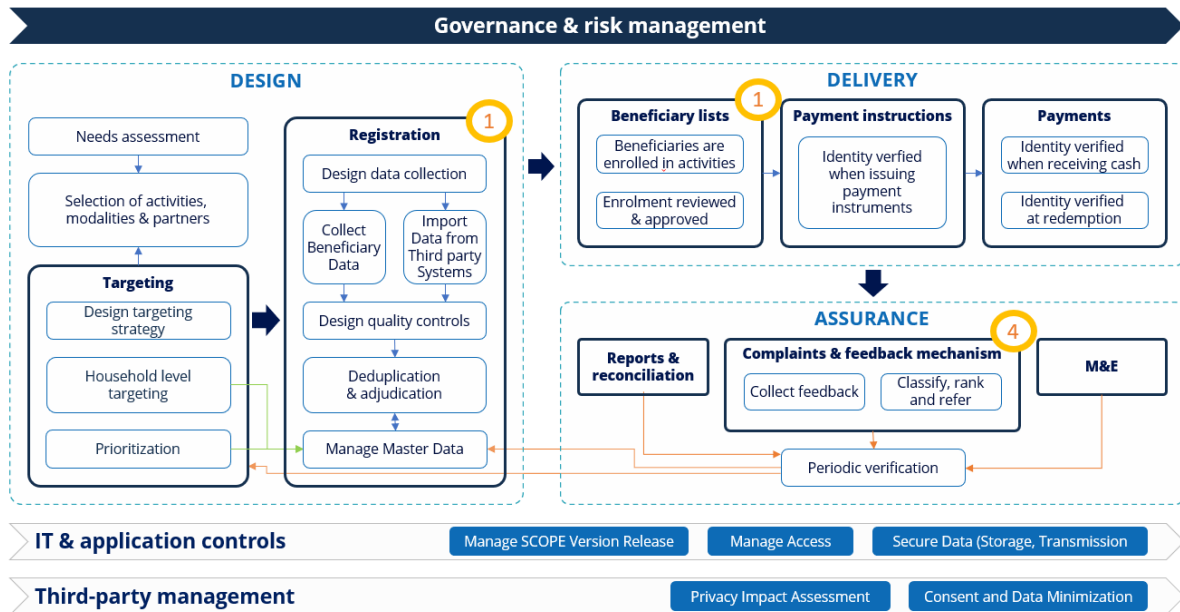 Governance & risk management
DESIGN
Needs assessment
Selection of activities,
modalities & partners
Targeting
Design targeting
strategy
Household level
targeting
Prioritization
Registration
1
Design data collection
Collect
Beneficiary
Data
Import
Data from
Third party
Systems
Design quality controls
Deduplication
& adjudication
Manage Master Data
DELIVERY
Beneficiary lists
1
Beneficiaries are
enrolled in activities
Enrolment reviewed
& approved
Payment instructions
Identity verfied
when issuing
payment
instruments
Payments
Identity verified
when receiving cash
Identity verified
at redemption
ASSURANCE
Reports &
reconciliation
Complaints & feedback mechanism
4
Collect feedback
Classify, rank
and refer
M&E
Periodic verification
IT & application controls
Manage SCOPE Version Release
Manage Access
Secure Data (Storage, Transmission
Third-party management
Privacy Impact Assessment
Consent and Data Minimization